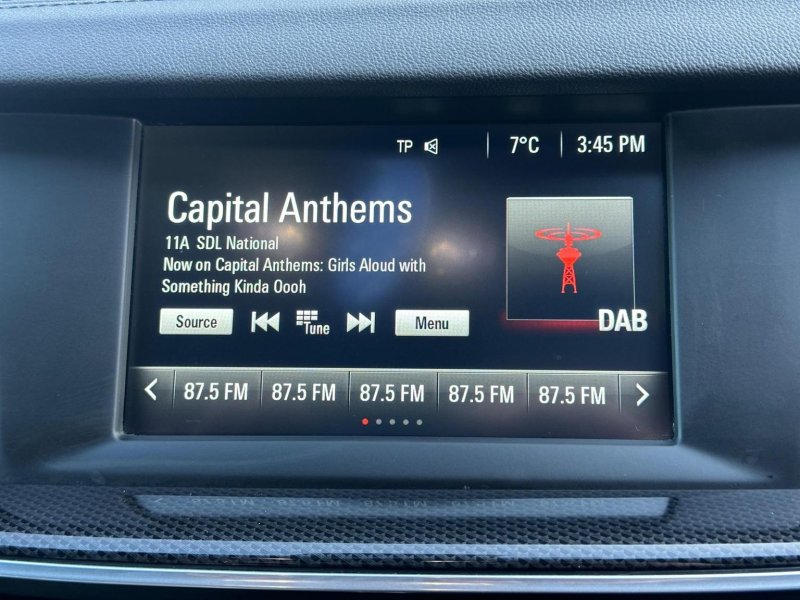 TP 7°C 3:45 PM
Capital Anthems
11A SDL National
Now on Capital Anthems: Girls Aloud with
Something Kinda Oooh
DAB
Source Tune Menu
87.5 FM 87.5 FM 87.5 FM 87.5 FM 87.5 FM